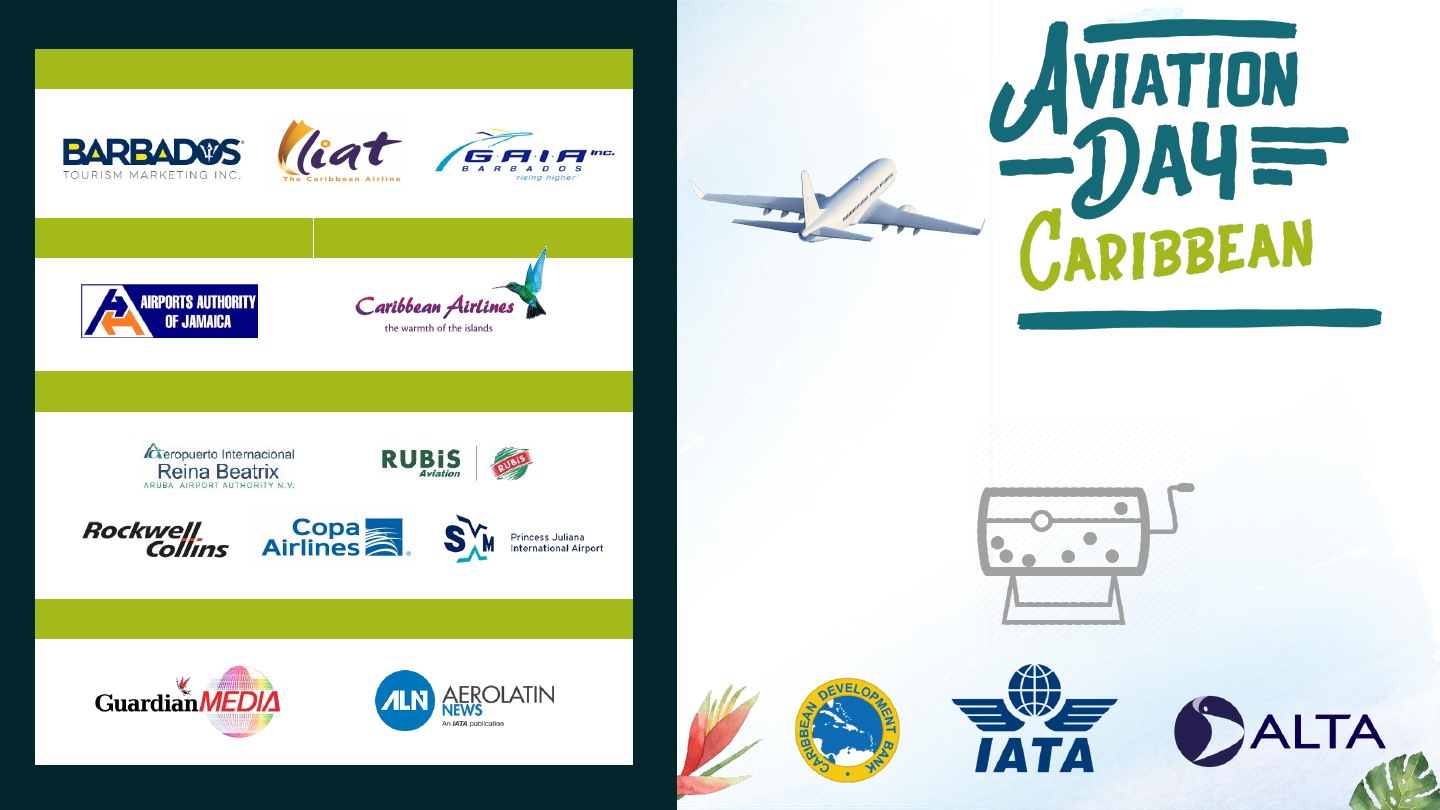 BARBADOS
TOURISM MARKETING INC.
liat
The Caribbean Airline
G·A·I·A Inc.
BARBADOS
'rising higher'
AIRPORTS AUTHORITY
OF JAMAICA
Caribbean Airlines
the warmth of the islands
Aeropuerto Internacional
Reina Beatrix
ARUBA AIRPORT AUTHORITY N.V.
RUBiS
Aviation
RUBiS
Rockwell
Collins
Copa
Airlines
SXM
Princess Juliana
International Airport
Guardian MEDIA
ALN
AEROLATIN
NEWS
An IATA publication
AVIATION
DAY
CARIBBEAN
CARIBBEAN DEVELOPMENT BANK
IATA
ALTA